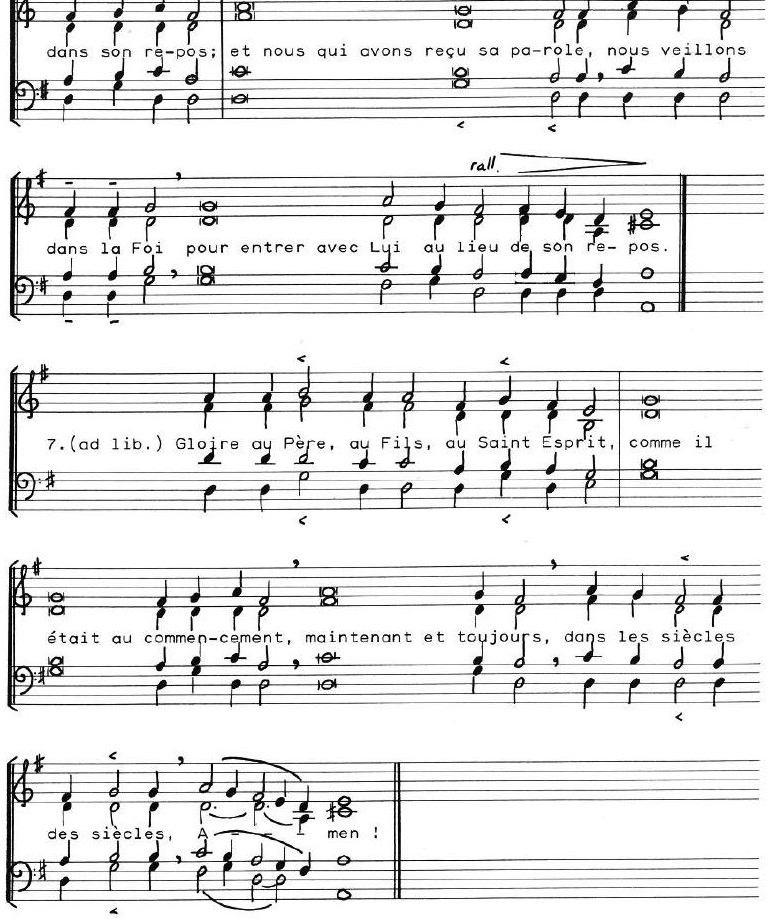 dans son re-pos; et nous qui avons reçu sa pa-role, nous veillons
rall.
dans la Foi pour entrer avec Lui au lieu de son re- pos.
7.(ad lib.) Gloire au Père, au Fils, au Saint Esprit, comme il
était au commen-cement, maintenant et toujours, dans les siècles
des siècles, A - - - men !